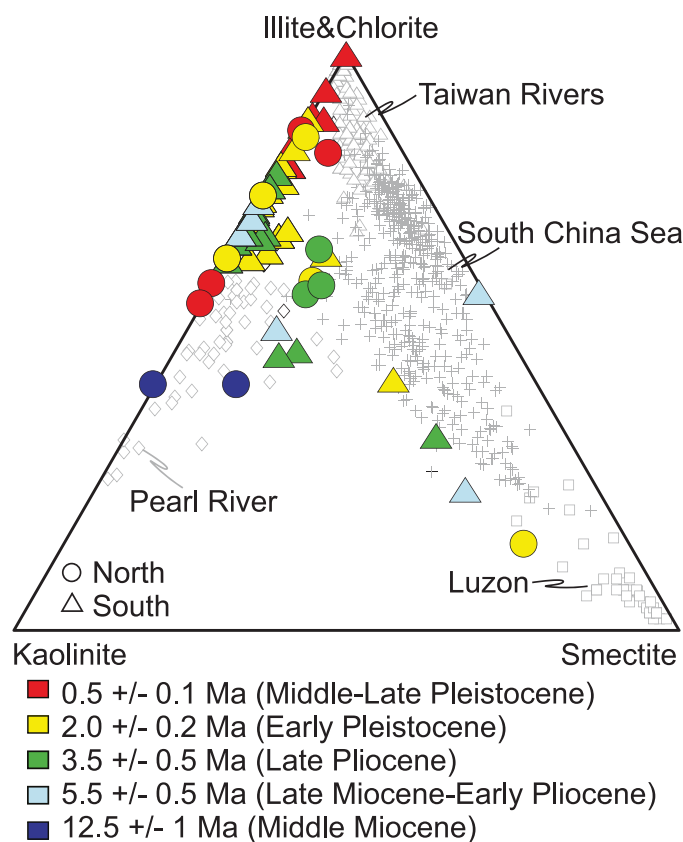 Illite&Chlorite
Taiwan Rivers
South China Sea
Pearl River
North
South
Luzon
Kaolinite
Smectite
0.5 +/- 0.1 Ma (Middle-Late Pleistocene)
2.0 +/- 0.2 Ma (Early Pleistocene)
3.5 +/- 0.5 Ma (Late Pliocene)
5.5 +/- 0.5 Ma (Late Miocene-Early Pliocene)
12.5 +/- 1 Ma (Middle Miocene)